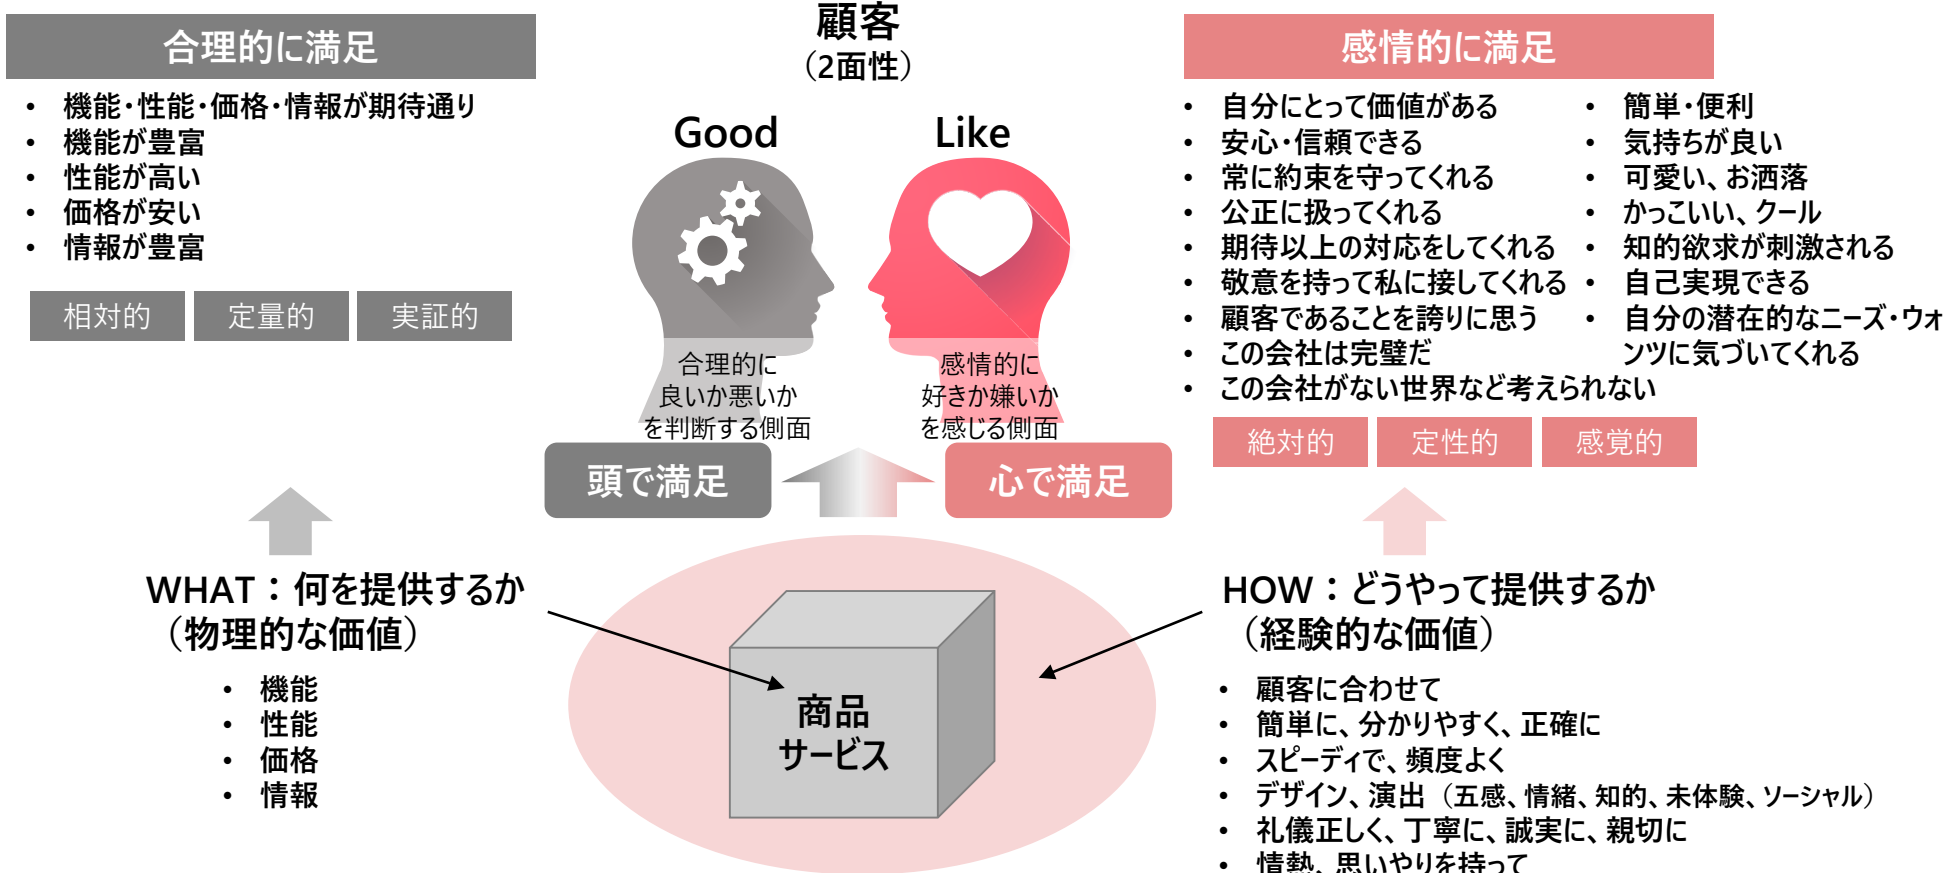 顧客
（2面性）
合理的に満足
• 機能・性能・価格・情報が期待通り
• 機能が豊富
• 性能が高い
• 価格が安い
• 情報が豊富
相対的
定量的
実証的
Good
Like
合理的に
良いか悪いか
を判断する側面
感情的に
好きか嫌いか
を感じる側面
頭で満足
心で満足
感情的に満足
• 自分にとって価値がある
• 安心・信頼できる
• 常に約束を守ってくれる
• 公正に扱ってくれる
• 期待以上の対応をしてくれる
• 敬意を持って私に接してくれる
• 顧客であることを誇りに思う
• この会社は完璧だ
• この会社がない世界など考えられない
• 簡単・便利
• 気持ちが良い
• 可愛い、お洒落
• かっこいい、クール
• 知的欲求が刺激される
• 自己実現できる
• 自分の潜在的なニーズ・ウォ
ンツに気づいてくれる
絶対的
定性的
感覚的
WHAT：何を提供するか
（物理的な価値）
• 機能
• 性能
• 価格
• 情報
商品
サービス
HOW：どうやって提供するか
（経験的な価値）
• 顧客に合わせて
• 簡単に、分かりやすく、正確に
• スピーディで、頻度よく
• デザイン、演出（五感、情緒、知的、未体験、ソーシャル）
• 礼儀正しく、丁寧に、誠実に、親切に
• 情熱、思いやりを持って